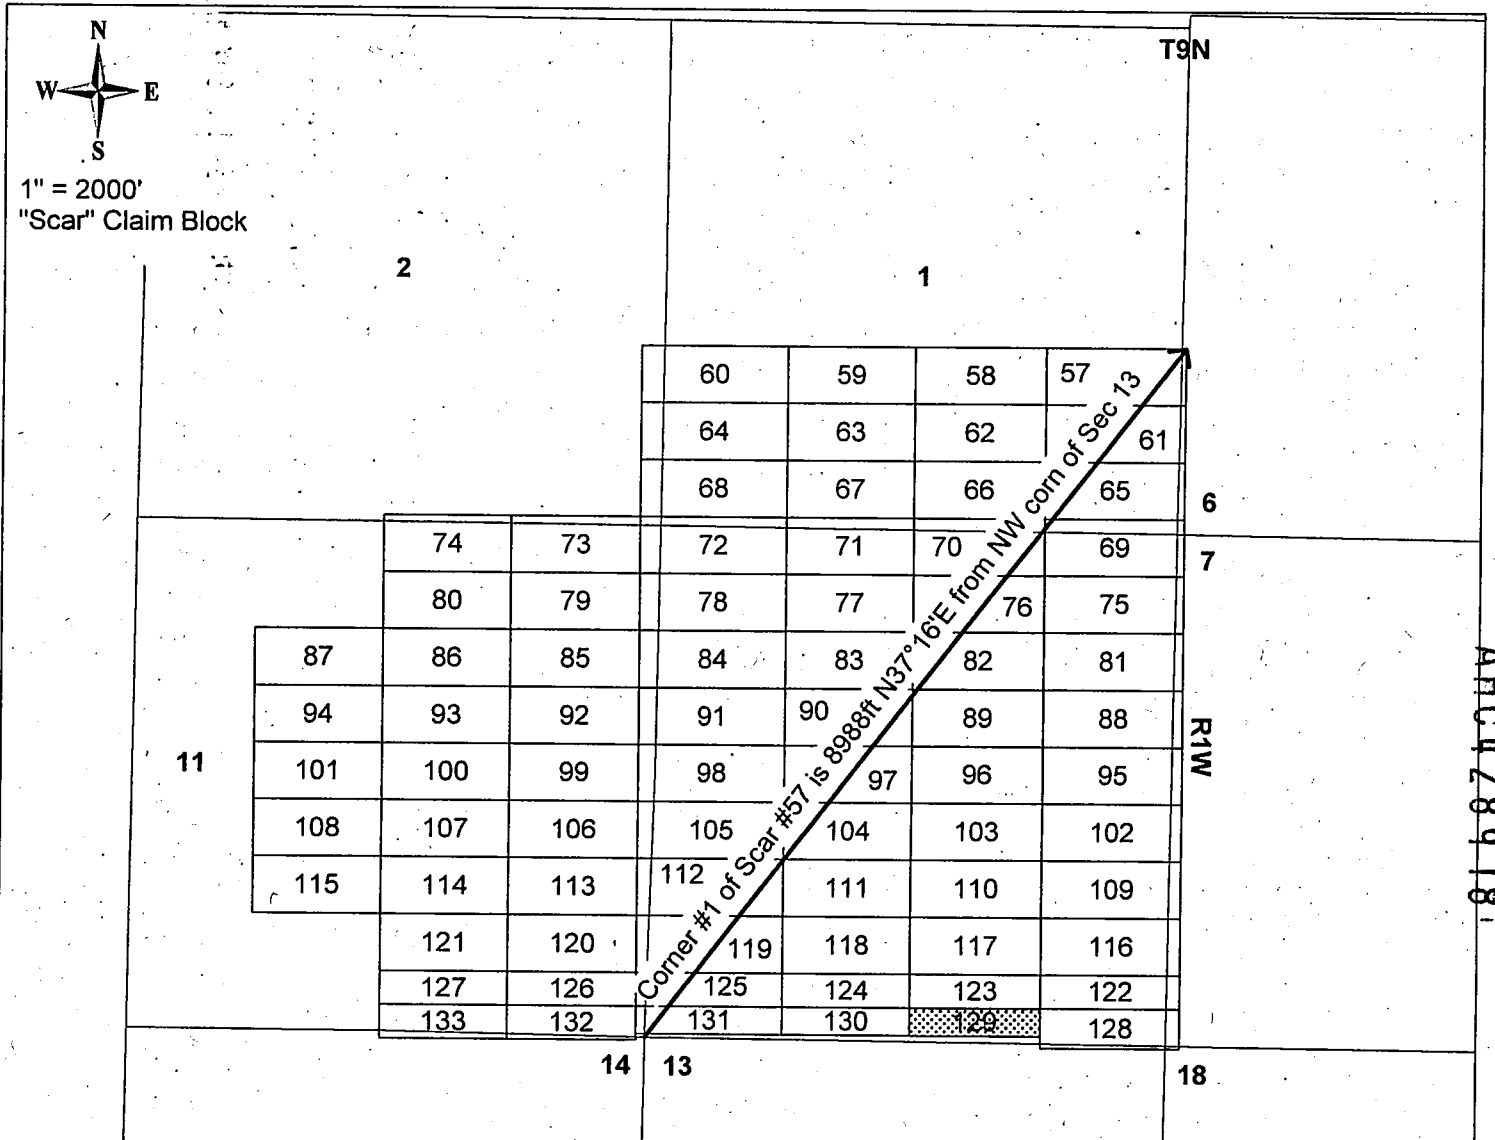 N
T9N
W E
S
1" = 2000'
"Scar" Claim Block
2 1
60 59 58 57
64 63 62 61
68 67 66 65 6
74 73 72 71 70 69 7
80 79 78 77 76 75
87 86 85 84 83 82 81
94 93 92 91 90 89 88
R1W
11 101 100 99 98 97 96 95
108 107 106 105 104 103 102
115 114 113 112 111 110 109
121 120 119 118 117 116
127 126 125 124 123 122
133 132 131 130 129 128
14 13 18
Corner #1 of Scar #57 is 8988ft N37°16'E from NW corn of Sec 13